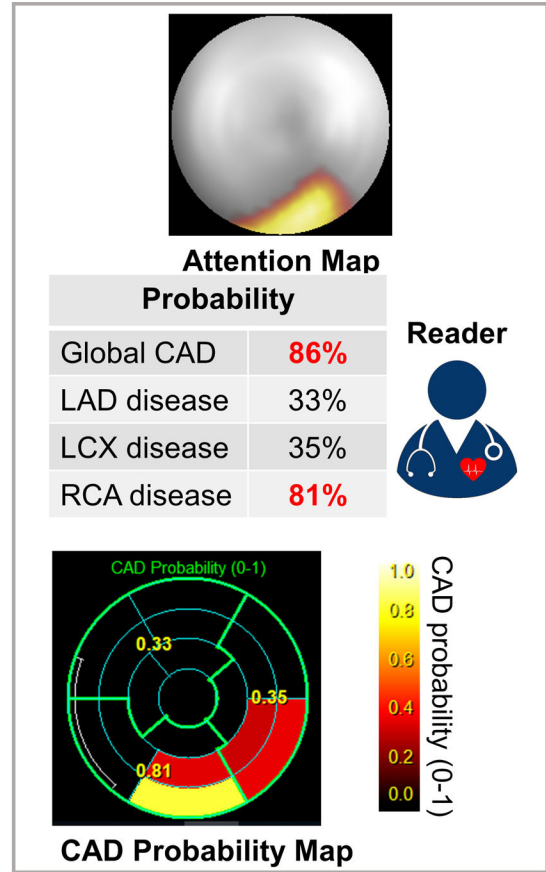 Attention Map
Probability
Global CAD 86%
LAD disease 33%
LCX disease 35%
RCA disease 81%
Reader
CAD Probability (0-1)
0.33
0.35
0.81
1.0
0.8
0.6
0.4
0.2
0.0
CAD probability (0-1)
CAD Probability Map